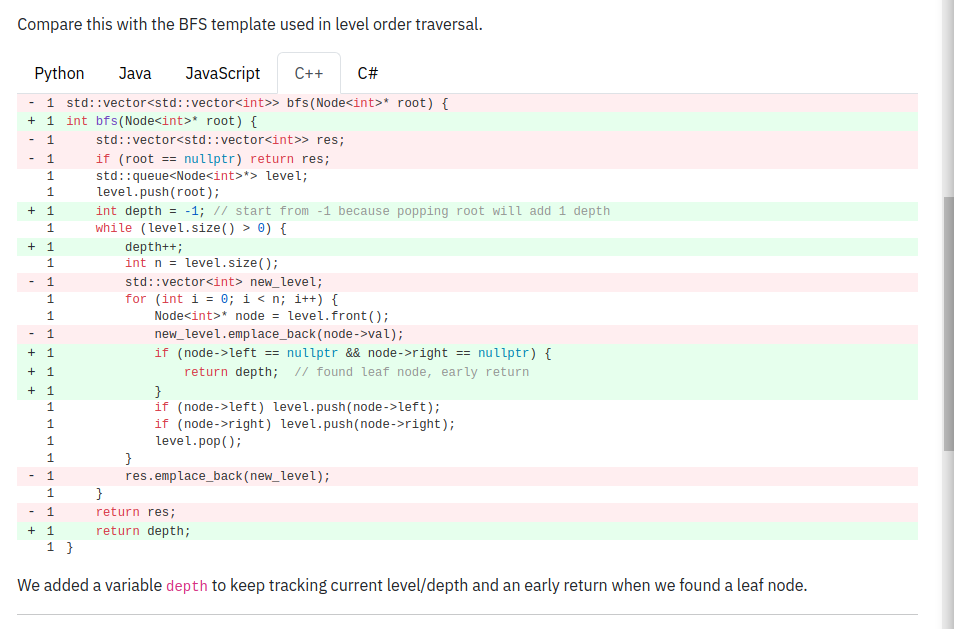 Compare this with the BFS template used in level order traversal.
Python Java JavaScript C++ C#
- 1 std::vector<std::vector<int>> bfs(Node<int>* root) {
+ 1 int bfs(Node<int>* root) {
- 1     std::vector<std::vector<int>> res;
- 1     if (root == nullptr) return res;
  1     std::queue<Node<int>*> level;
  1     level.push(root);
+ 1     int depth = -1; // start from -1 because popping root will add 1 depth
  1     while (level.size() > 0) {
+ 1         depth++;
  1         int n = level.size();
- 1         std::vector<int> new_level;
  1         for (int i = 0; i < n; i++) {
  1             Node<int>* node = level.front();
- 1             new_level.emplace_back(node->val);
+ 1             if (node->left == nullptr && node->right == nullptr) {
+ 1                 return depth;  // found leaf node, early return
+ 1             }
  1             if (node->left) level.push(node->left);
  1             if (node->right) level.push(node->right);
  1             level.pop();
  1         }
- 1         res.emplace_back(new_level);
  1     }
- 1     return res;
+ 1     return depth;
  1 }
We added a variable depth to keep tracking current level/depth and an early return when we found a leaf node.